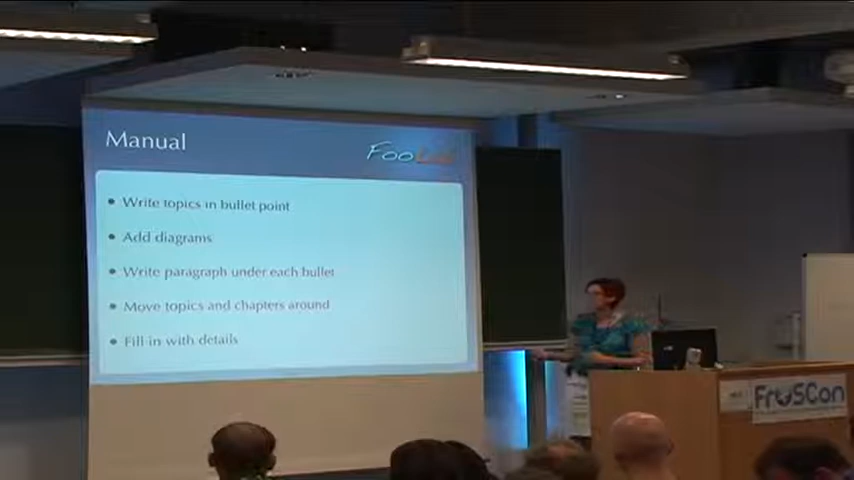 Manual
Foo
• Write topics in bullet point
• Add diagrams
• Write paragraph under each bullet
• Move topics and chapters around
• Fill in with details
FrOSCon